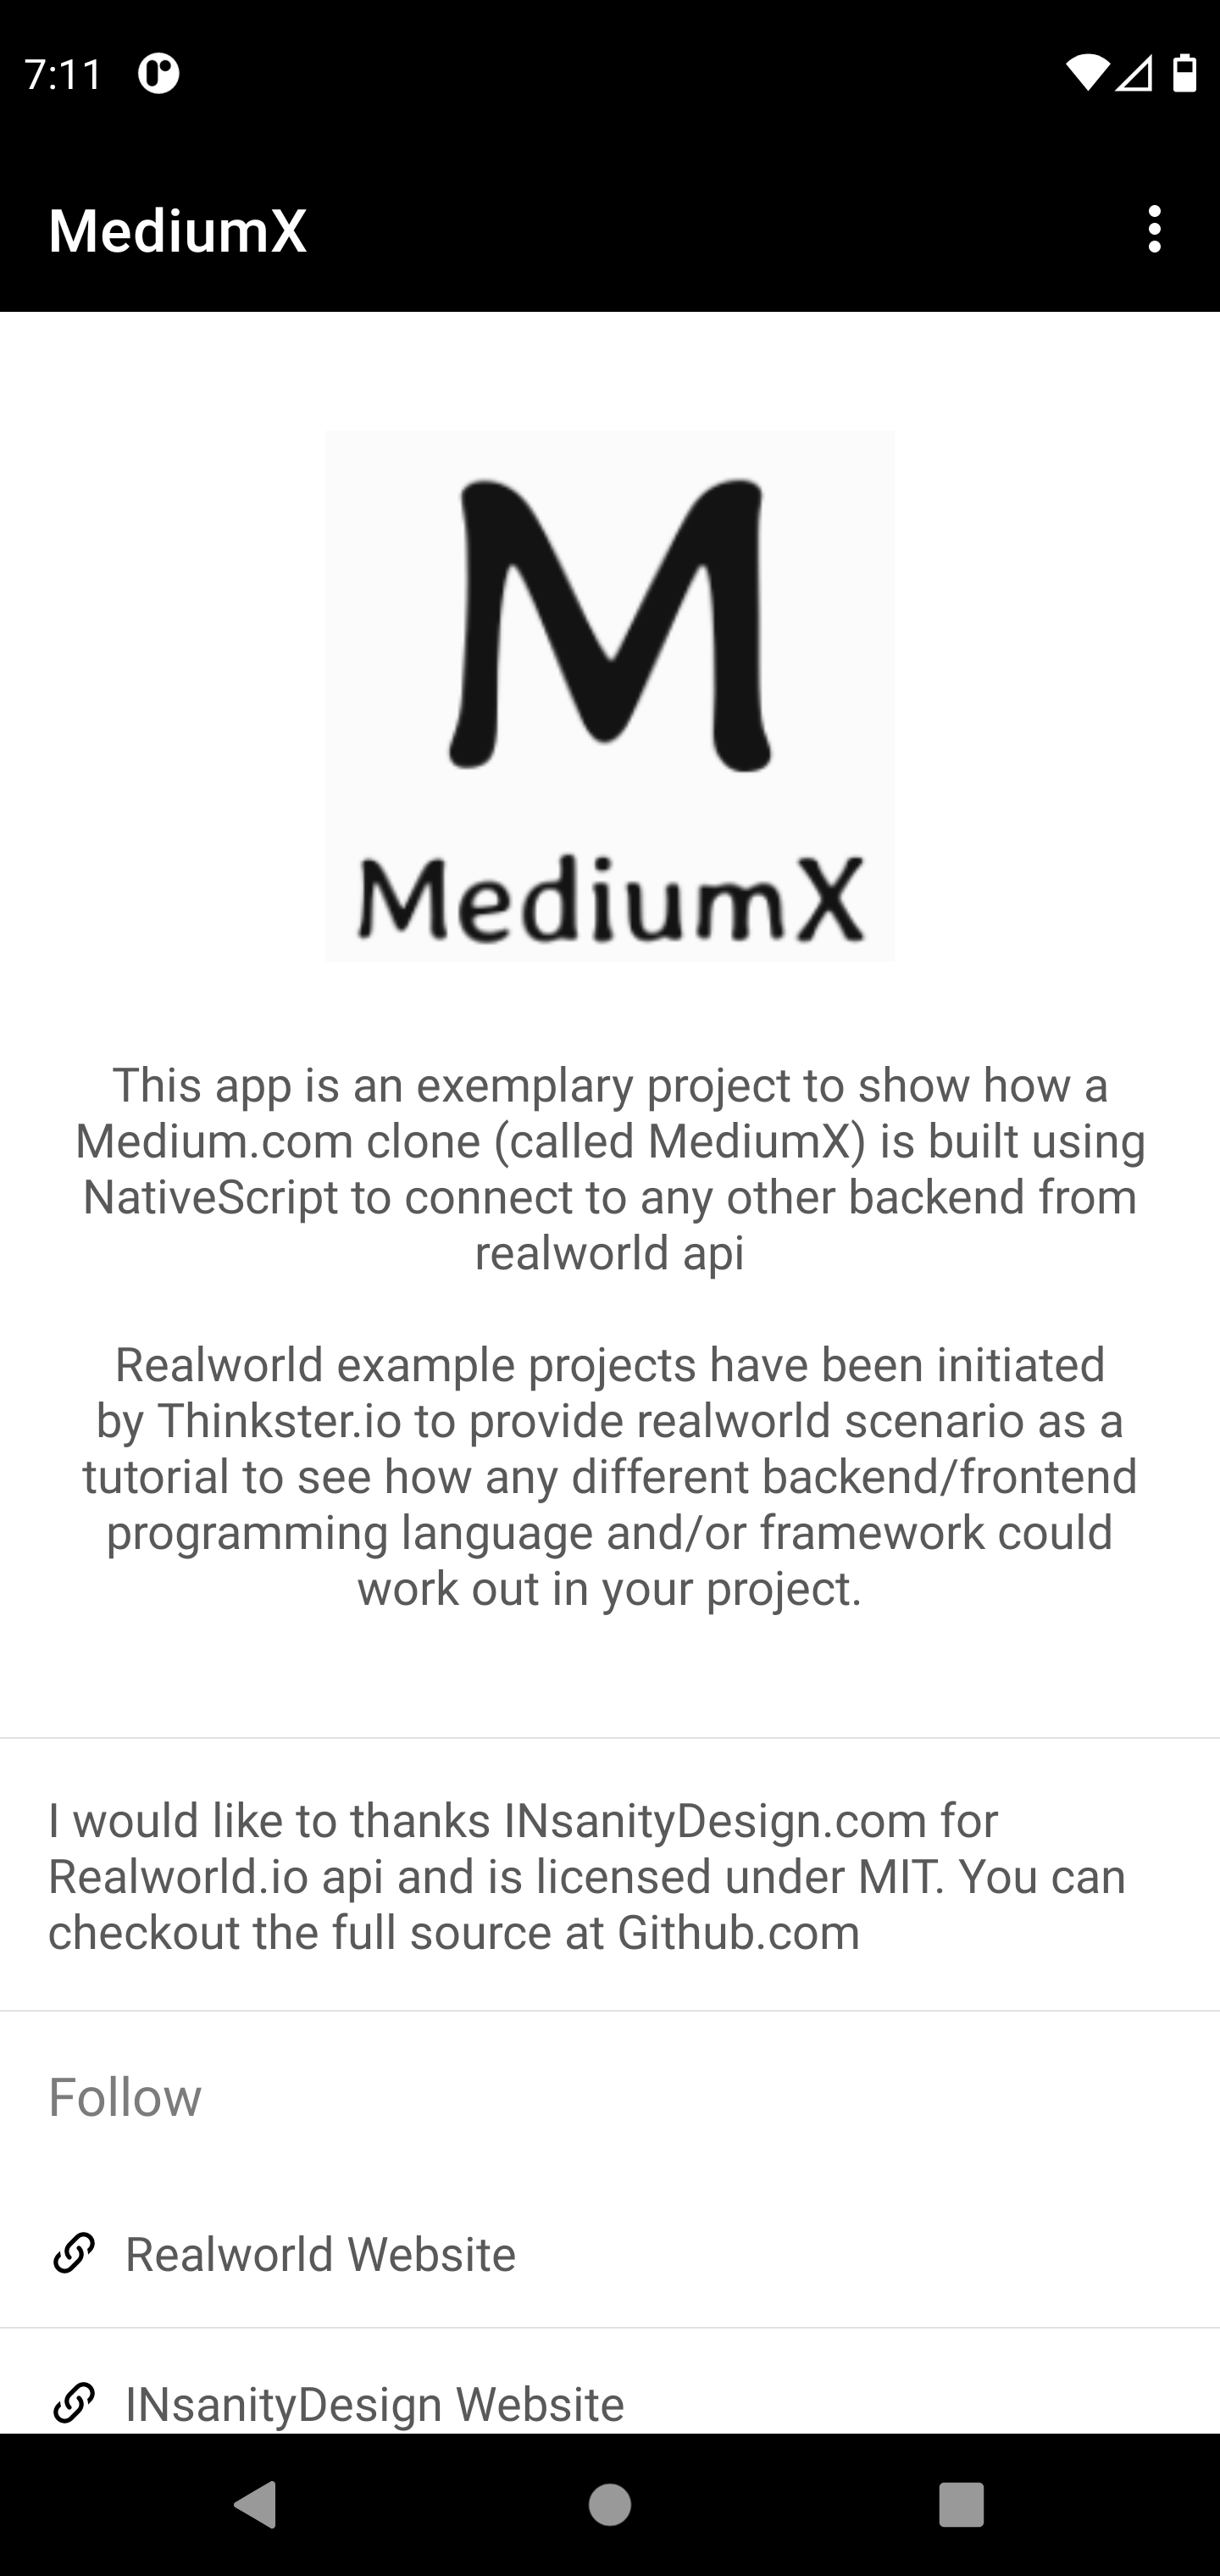 7:11
MediumX
M
MediumX
This app is an exemplary project to show how a
Medium.com clone (called MediumX) is built using
NativeScript to connect to any other backend from
realworld api
Realworld example projects have been initiated
by Thinkster.io to provide realworld scenario as a
tutorial to see how any different backend/frontend
programming language and/or framework could
work out in your project.
I would like to thanks INsanityDesign.com for
Realworld.io api and is licensed under MIT. You can
checkout the full source at Github.com
Follow
Realworld Website
INsanityDesign Website